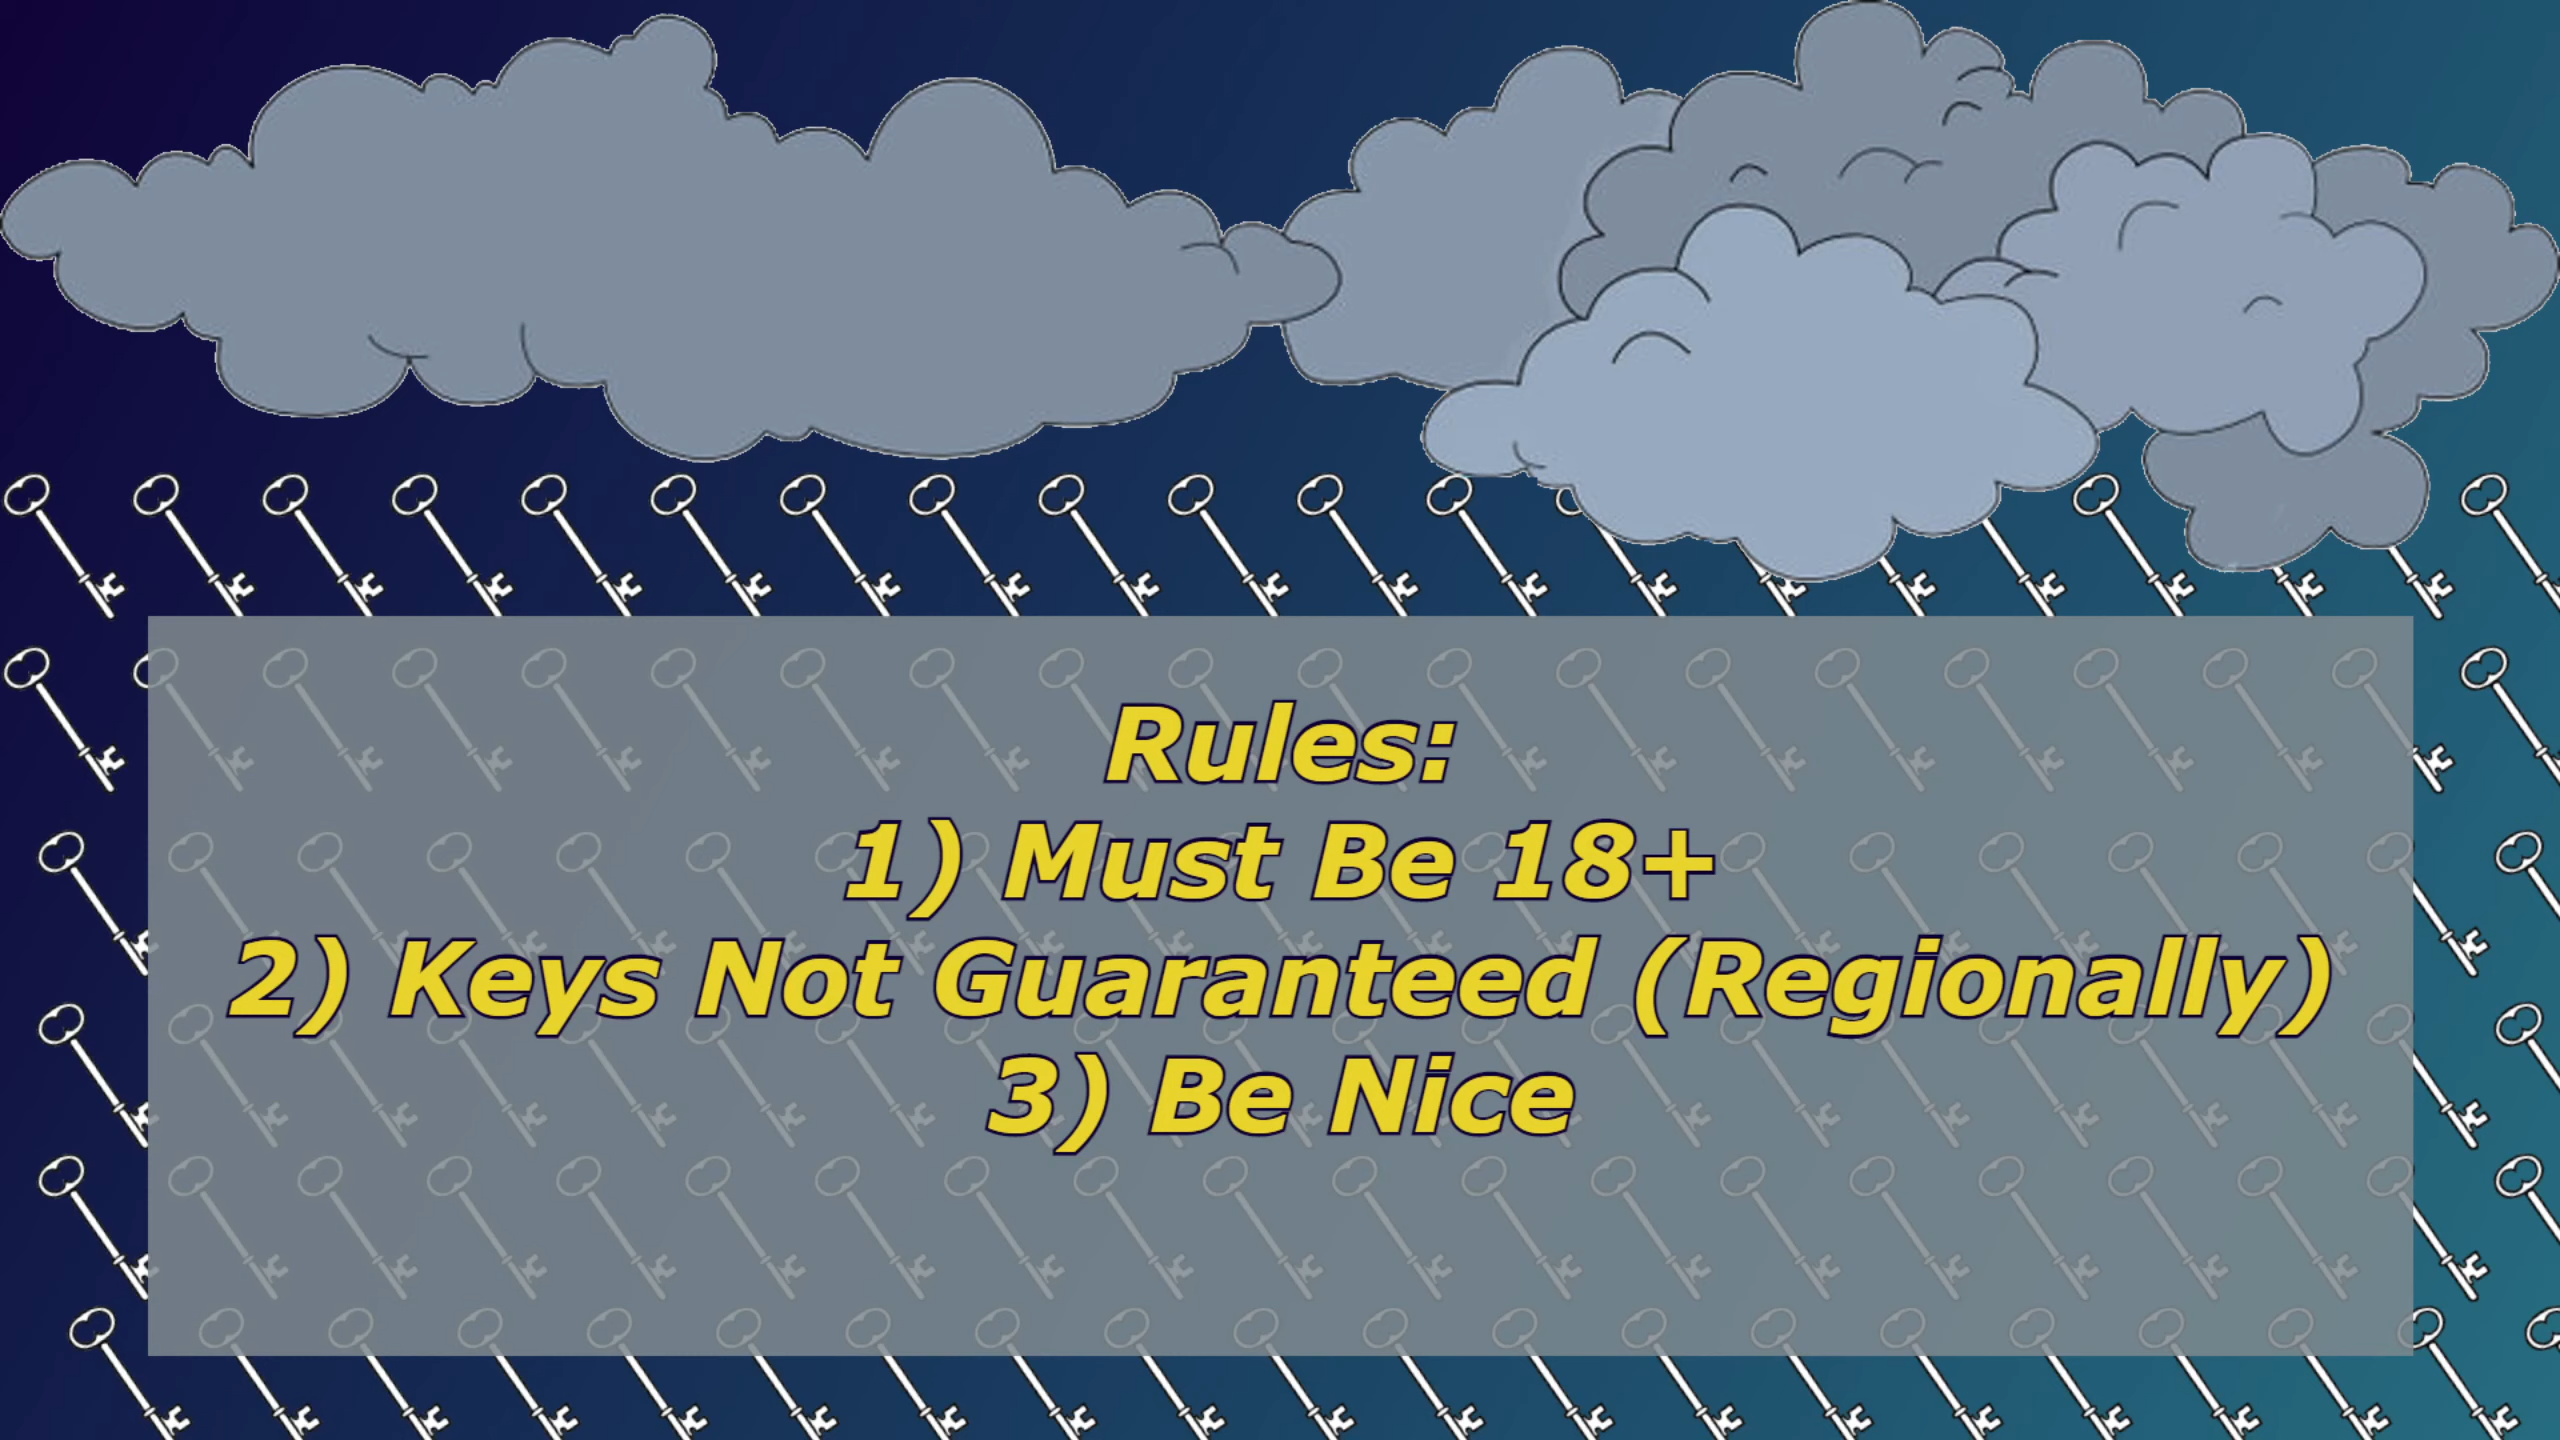 Rules:
1) Must Be 18+
2) Keys Not Guaranteed (Regionally)
3) Be Nice